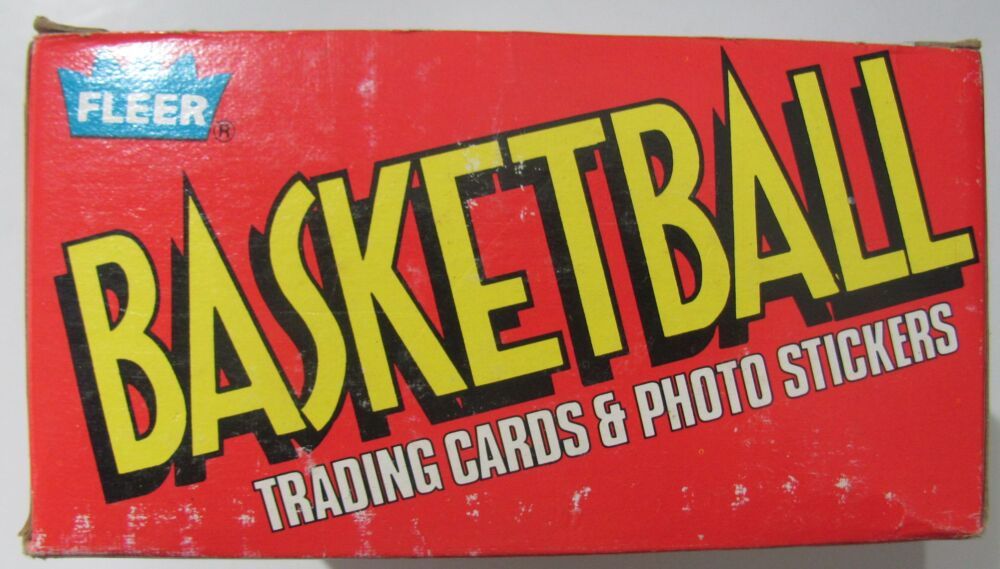 FLEER ®
BASKETBALL
TRADING CARDS & PHOTO STICKERS